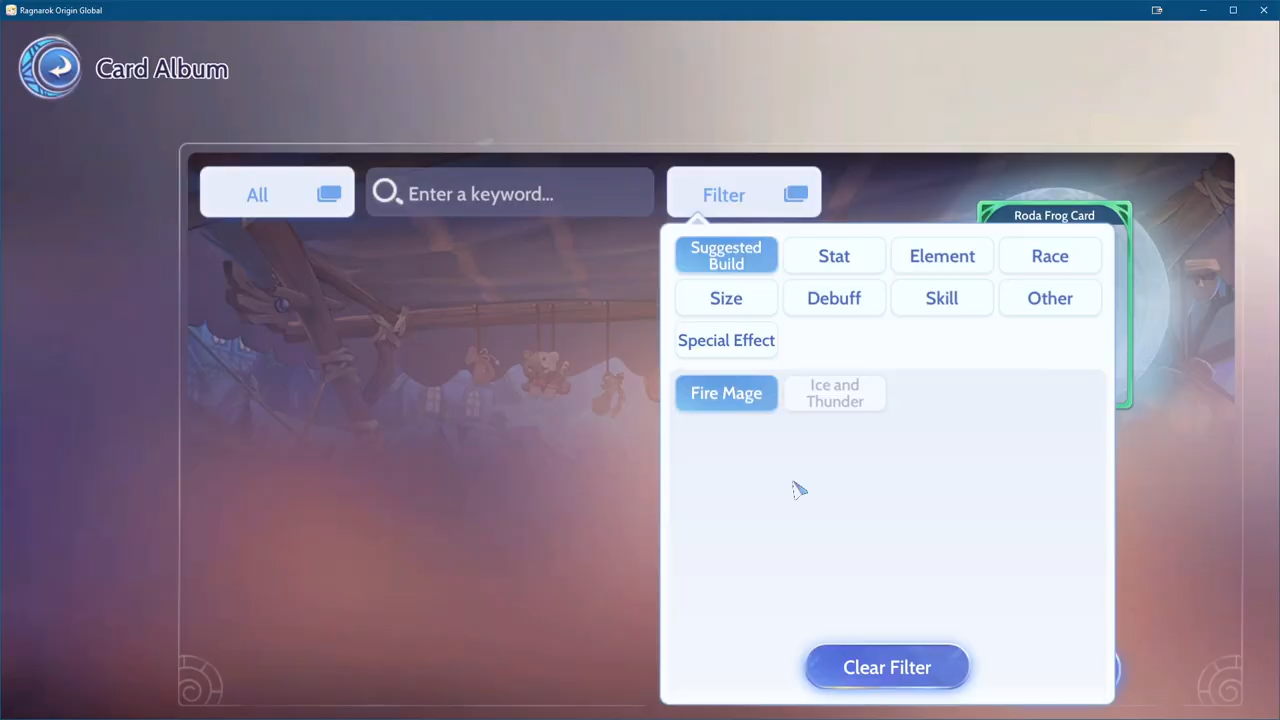 Ragnarok Origin Global
Card Album
All
Enter a keyword...
Filter
Roda Frog Card
Suggested
Build
Stat
Element
Race
Size
Debuff
Skill
Other
Special Effect
Fire Mage
Ice and
Thunder
Clear Filter